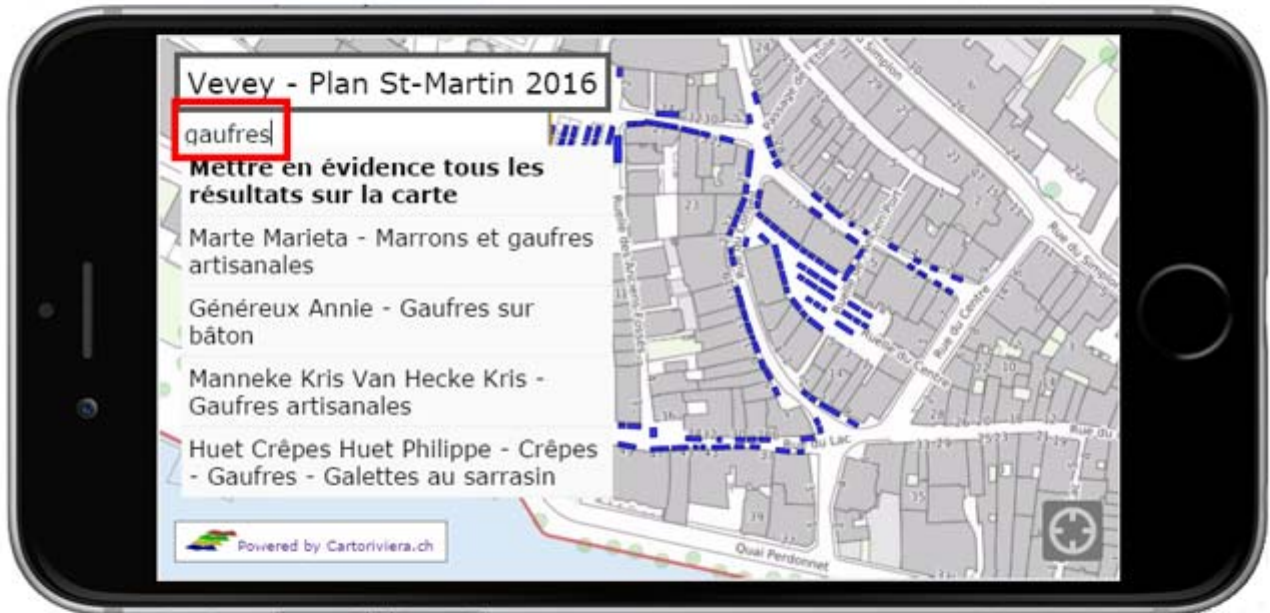 Vevey - Plan St-Martin 2016
gaufres
Mettre en évidence tous les
résultats sur la carte
Marte Marieta - Marrons et gaufres
artisanales
Généreux Annie - Gaufres sur
bâton
Manneke Kris Van Hecke Kris -
Gaufres artisanales
Huet Crêpes Huet Philippe - Crêpes
- Gaufres - Galettes au sarrasin
Powered by Cartoriviera.ch
Passage de l'Etoile
Ruelle des Anciens-Fossés
Rue du Simplon
Rue du Centre
Ruelle du Centre
Rue du Lac
Quai Perdonnet